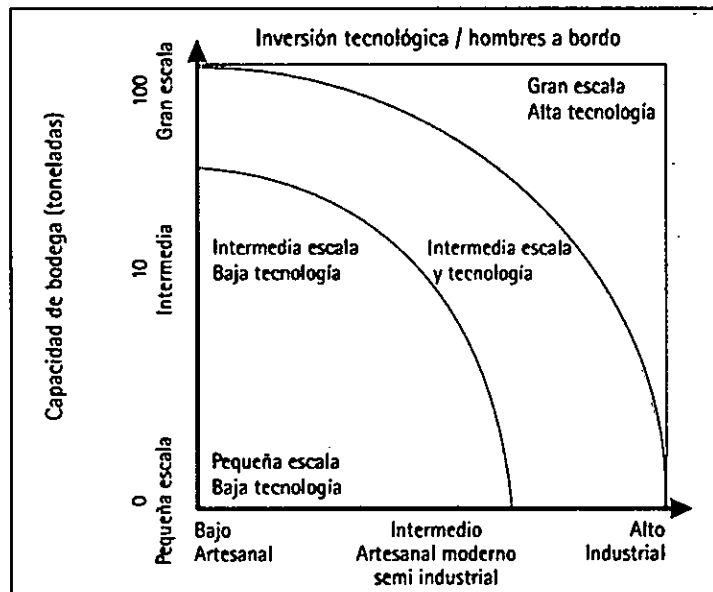 Inversión tecnológica / hombres a bordo
Gran escala
Alta tecnología
Capacidad de bodega (toneladas)
100
Gran escala
10
Intermedia
0
Pequeña escala
Intermedia escala
Baja tecnología
Intermedia escala
y tecnología
Pequeña escala
Baja tecnología
Bajo
Artesanal
Intermedio
Artesanal moderno
semi industrial
Alto
Industrial